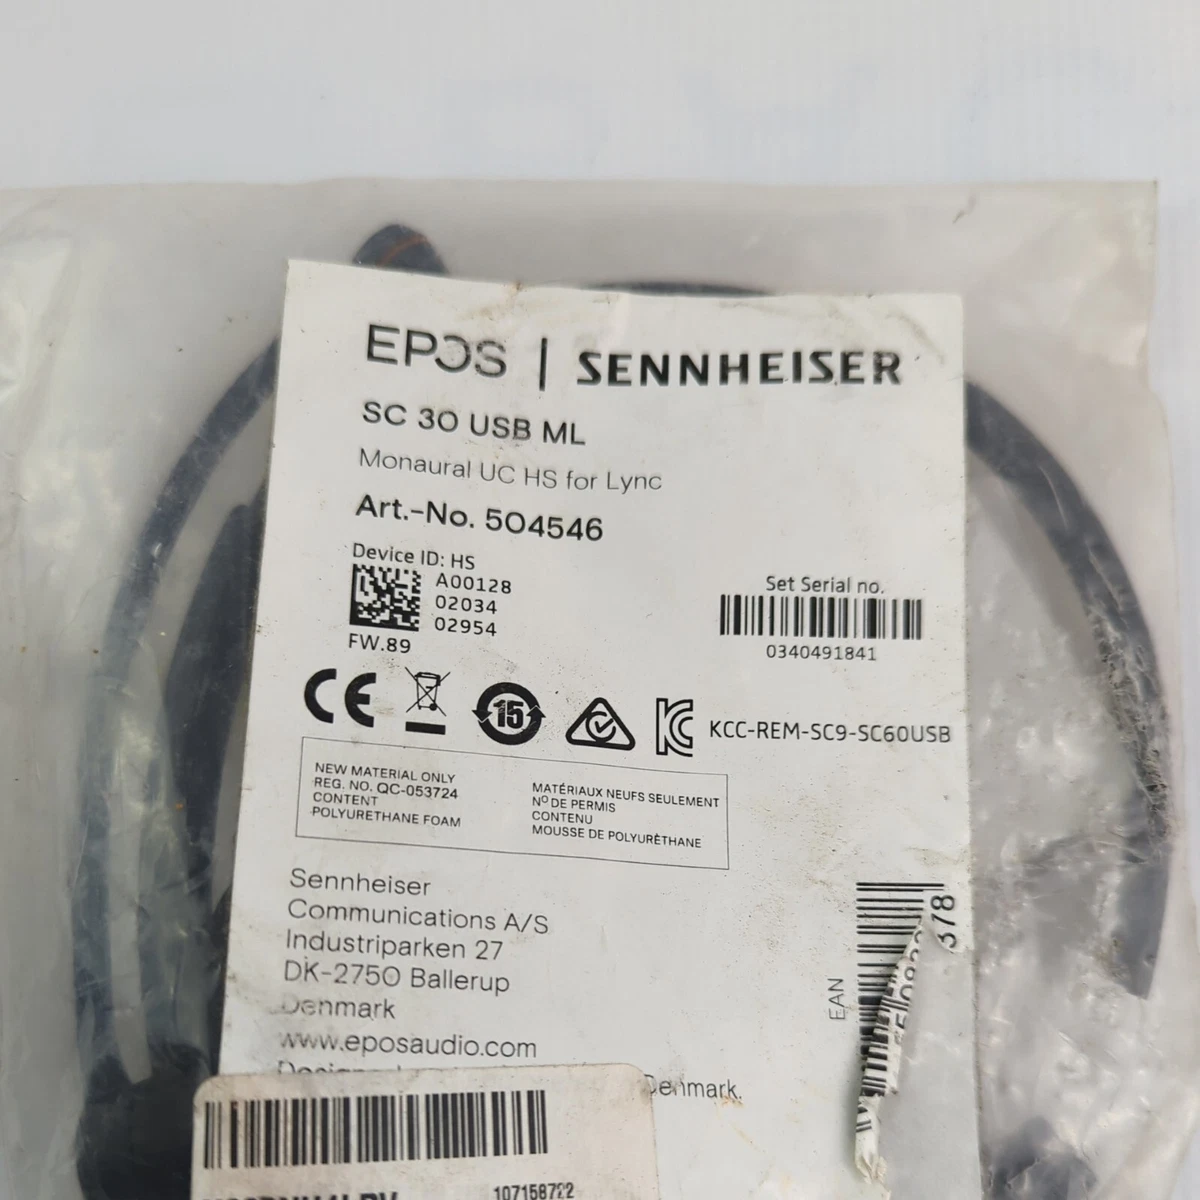 EPOS | SENNHEISER
SC 30 USB ML
Monaural UC HS for Lync
Art.-No. 504546
Device ID: HS
A00128
02034
02954
FW.89
Set Serial no.
0340491841
CE
15
KCC-REM-SC9-SC60USB
NEW MATERIAL ONLY
REG. NO. QC-053724
CONTENT
POLYURETHANE FOAM
MATÉRIAUX NEUFS SEULEMENT
Nº DE PERMIS
CONTENU
MOUSSE DE POLYURÉTHANE
Sennheiser
Communications A/S
Industriparken 27
DK-2750 Ballerup
Denmark
www.eposaudio.com
Denmark.
EAN
378
107158722